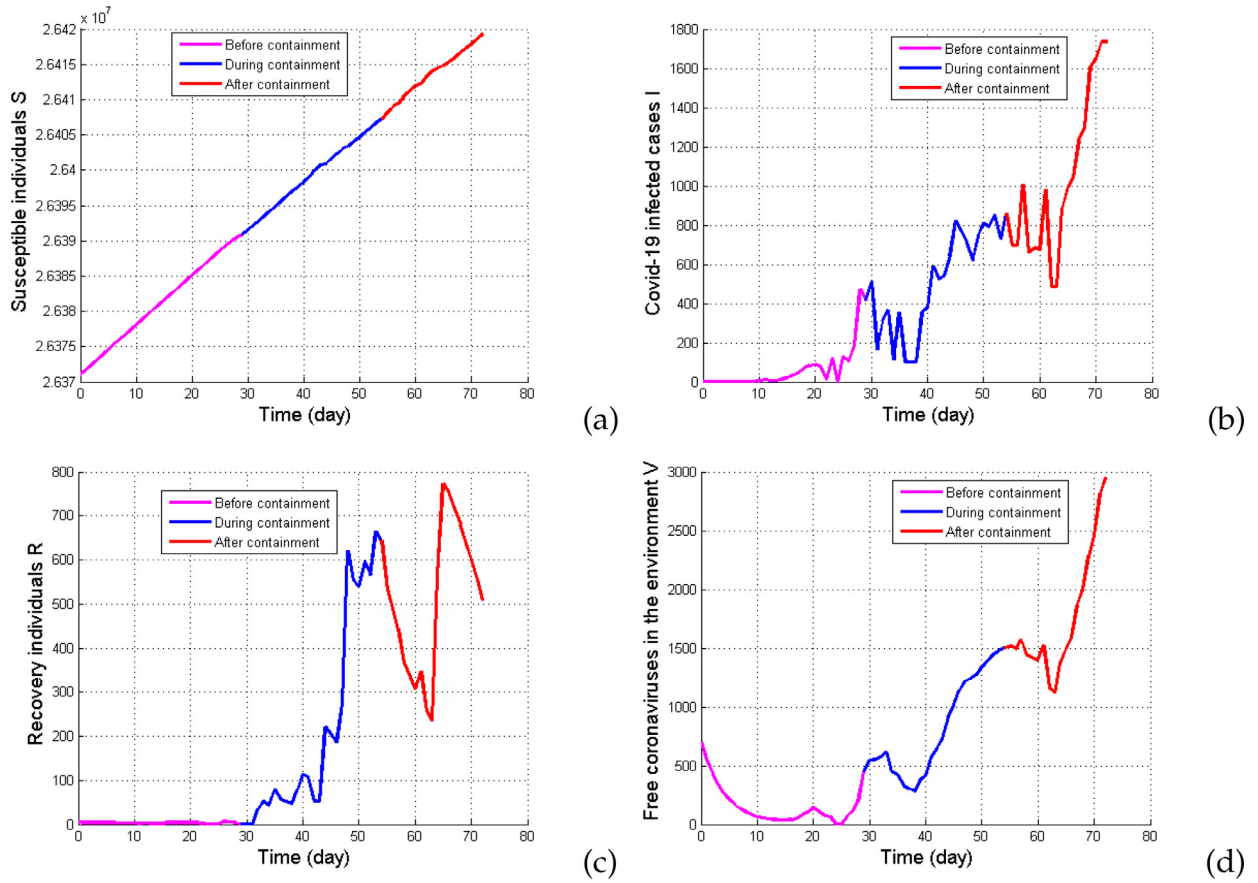 x 10^7
2.642
2.6415
2.641
2.6405
2.64
2.6395
2.639
2.6385
2.638
2.6375
2.637
Susceptible individuals S
Before containment
During containment
After containment
0 10 20 30 40 50 60 70 80
Time (day)
(a)
1800
1600
1400
1200
1000
800
600
400
200
0
Covid-19 infected cases I
Before containment
During containment
After containment
0 10 20 30 40 50 60 70 80
Time (day)
(b)
800
700
600
500
400
300
200
100
0
Recovery individuals R
Before containment
During containment
After containment
0 10 20 30 40 50 60 70 80
Time (day)
(c)
3000
2500
2000
1500
1000
500
0
Free coronaviruses in the environment V
Before containment
During containment
After containment
0 10 20 30 40 50 60 70 80
Time (day)
(d)